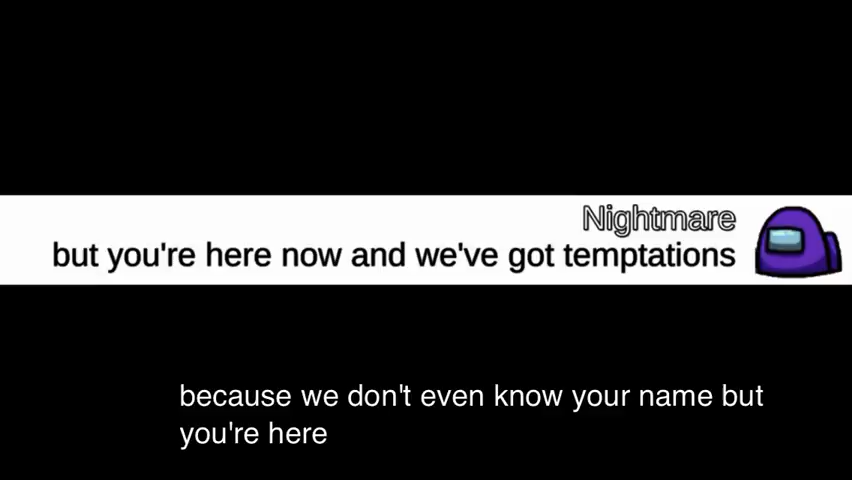 Nightmare
but you're here now and we've got temptations
because we don't even know your name but
you're here